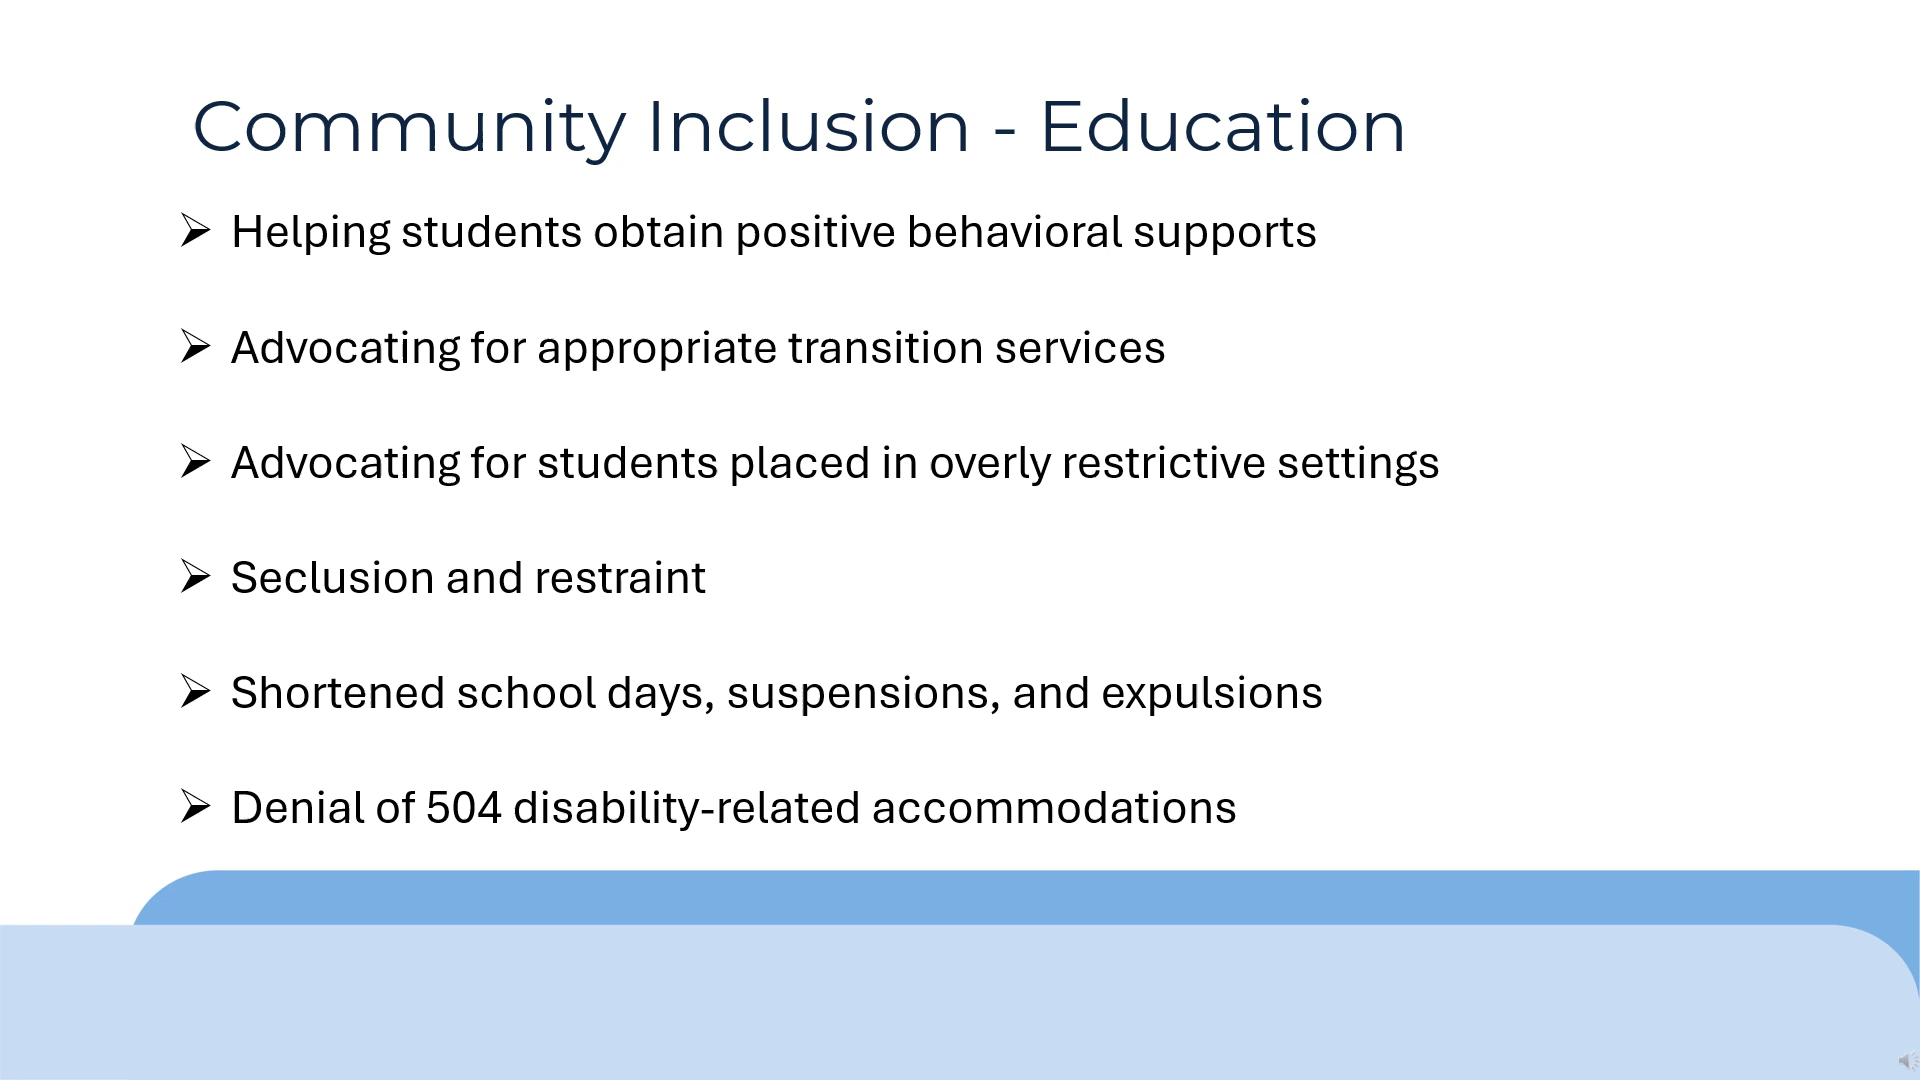 Community Inclusion - Education
➢ Helping students obtain positive behavioral supports
➢ Advocating for appropriate transition services
➢ Advocating for students placed in overly restrictive settings
➢ Seclusion and restraint
➢ Shortened school days, suspensions, and expulsions
➢ Denial of 504 disability-related accommodations